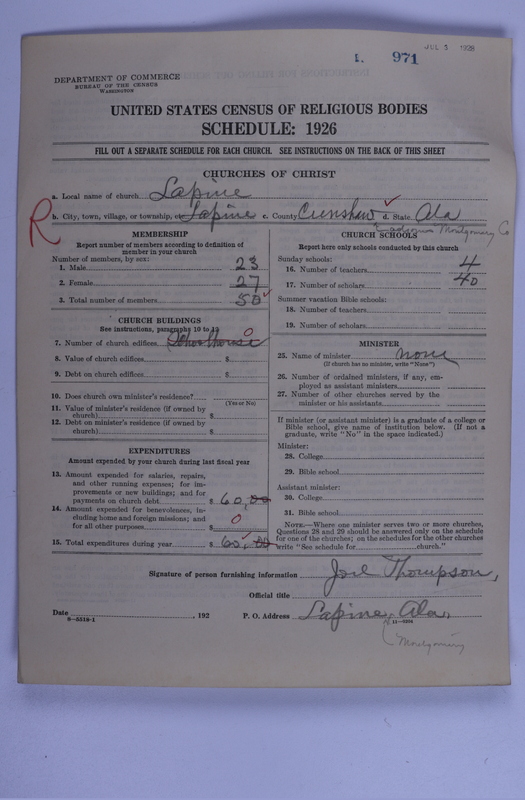 JUL 3 1928
I. 971
DEPARTMENT OF COMMERCE
BUREAU OF THE CENSUS
WASHINGTON
UNITED STATES CENSUS OF RELIGIOUS BODIES
SCHEDULE: 1926
FILL OUT A SEPARATE SCHEDULE FOR EACH CHURCH. SEE INSTRUCTIONS ON THE BACK OF THIS SHEET
CHURCHES OF CHRIST
a. Local name of church Lapine
R
b. City, town, village, or township, etc. Lapine c. County Crenshaw d. State Ala
Montgomery Co
MEMBERSHIP
Report number of members according to definition of
member in your church
Number of members, by sex:
1. Male 23
2. Female 27
3. Total number of members 50
CHURCH BUILDINGS
See instructions, paragraphs 10 to 12
7. Number of church edifices Schoolhouse 0
8. Value of church edifices $
9. Debt on church edifices $
10. Does church own minister's residence?
(Yes or No)
11. Value of minister's residence (if owned by
church) $
12. Debt on minister's residence (if owned by
church) $
EXPENDITURES
Amount expended by your church during last fiscal year
13. Amount expended for salaries, repairs,
and other running expenses; for im-
provements or new buildings; and for
payments on church debt $ 60,00
14. Amount expended for benevolences, in-
cluding home and foreign missions; and
for all other purposes $ 0
15. Total expenditures during year $ 60,00
CHURCH SCHOOLS
Report here only schools conducted by this church
Sunday schools:
16. Number of teachers 4
17. Number of scholars 40
Summer vacation Bible schools:
18. Number of teachers
19. Number of scholars
MINISTER
25. Name of minister none
(If church has no minister, write "None")
26. Number of ordained ministers, if any, em-
ployed as assistant ministers
27. Number of other churches served by the
minister or his assistants
If minister (or assistant minister) is a graduate of a college or
Bible school, give name of institution below. (If not a
graduate, write "No" in the space indicated.)
Minister:
28. College
29. Bible school
Assistant minister:
30. College
31. Bible school
NOTE.—Where one minister serves two or more churches,
Questions 28 and 29 should be answered only on the schedule
for one of the churches; on the schedules for the other churches
write "See schedule for church."
Signature of person furnishing information Joel Thompson,
Official title
Date , 192 P. O. Address Lapine, Ala,
8—5518-1 11—9204
Montgomery